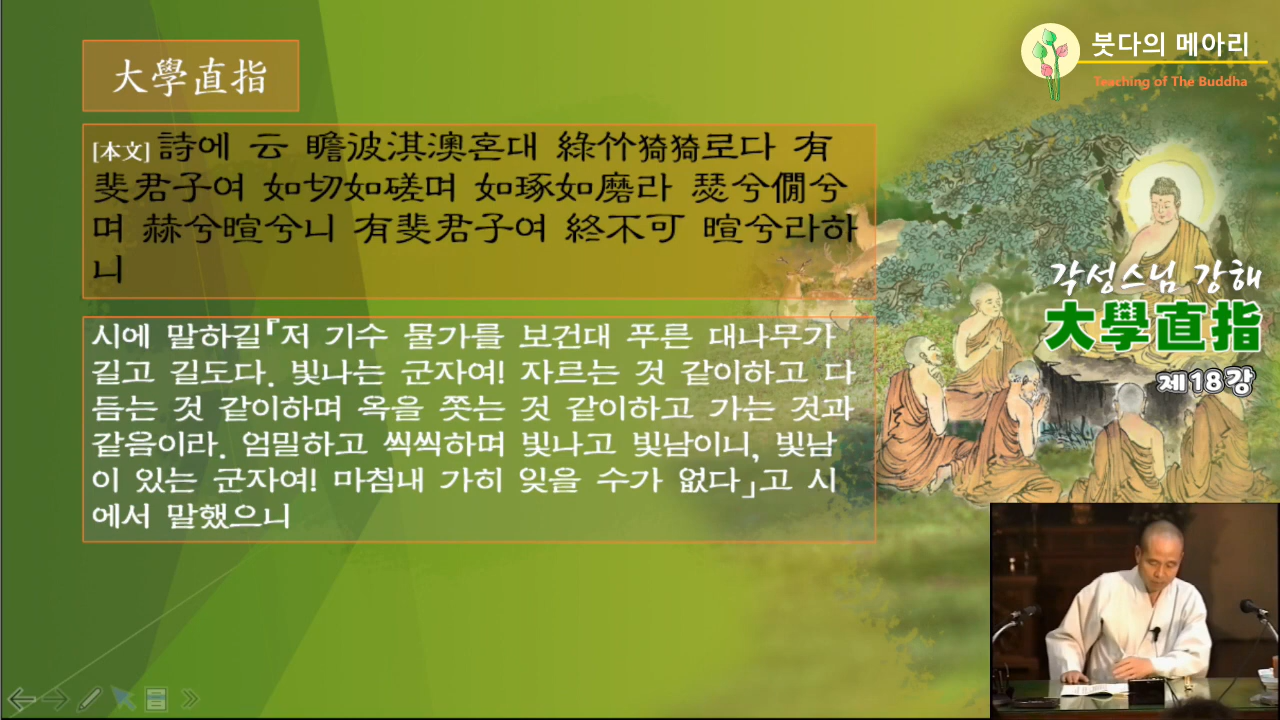 大學直指
[本文] 詩에 云 瞻波淇澳혼대 綠竹猗猗로다 有
斐君子여 如切如磋며 如琢如磨라 瑟兮僩兮
며 赫兮喧兮니 有斐君子여 終不可 喧兮라하
니
시에 말하길『저 기수 물가를 보건대 푸른 대나무가
길고 길도다. 빛나는 군자여! 자르는 것 같이하고 다
듬는 것 같이하며 옥을 쫏는 것 같이하고 가는 것과
같음이라. 엄밀하고 씩씩하며 빛나고 빛남이니, 빛남
이 있는 군자여! 마침내 가히 잊을 수가 없다」고 시
에서 말했으니
붓다의 메아리
Teaching of The Buddha
각성스님 강해
大學直指
제18강